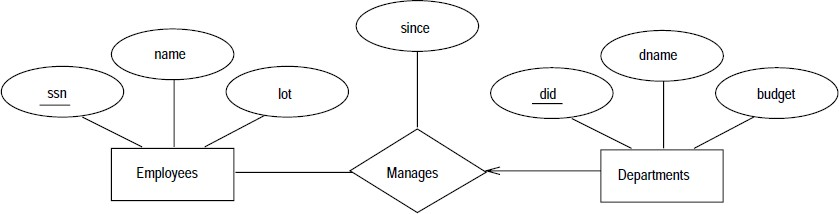 since
name
dname
ssn
lot
did
budget
Employees
Manages
Departments